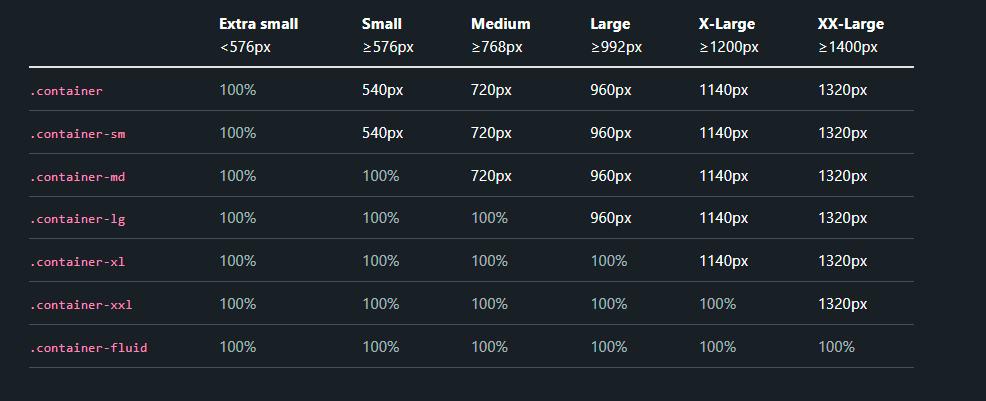 Extra small Small Medium Large X-Large XX-Large
<576px ≥576px ≥768px ≥992px ≥1200px ≥1400px
.container 100% 540px 720px 960px 1140px 1320px
.container-sm 100% 540px 720px 960px 1140px 1320px
.container-md 100% 100% 720px 960px 1140px 1320px
.container-lg 100% 100% 100% 960px 1140px 1320px
.container-xl 100% 100% 100% 100% 1140px 1320px
.container-xxl 100% 100% 100% 100% 100% 1320px
.container-fluid 100% 100% 100% 100% 100% 100%